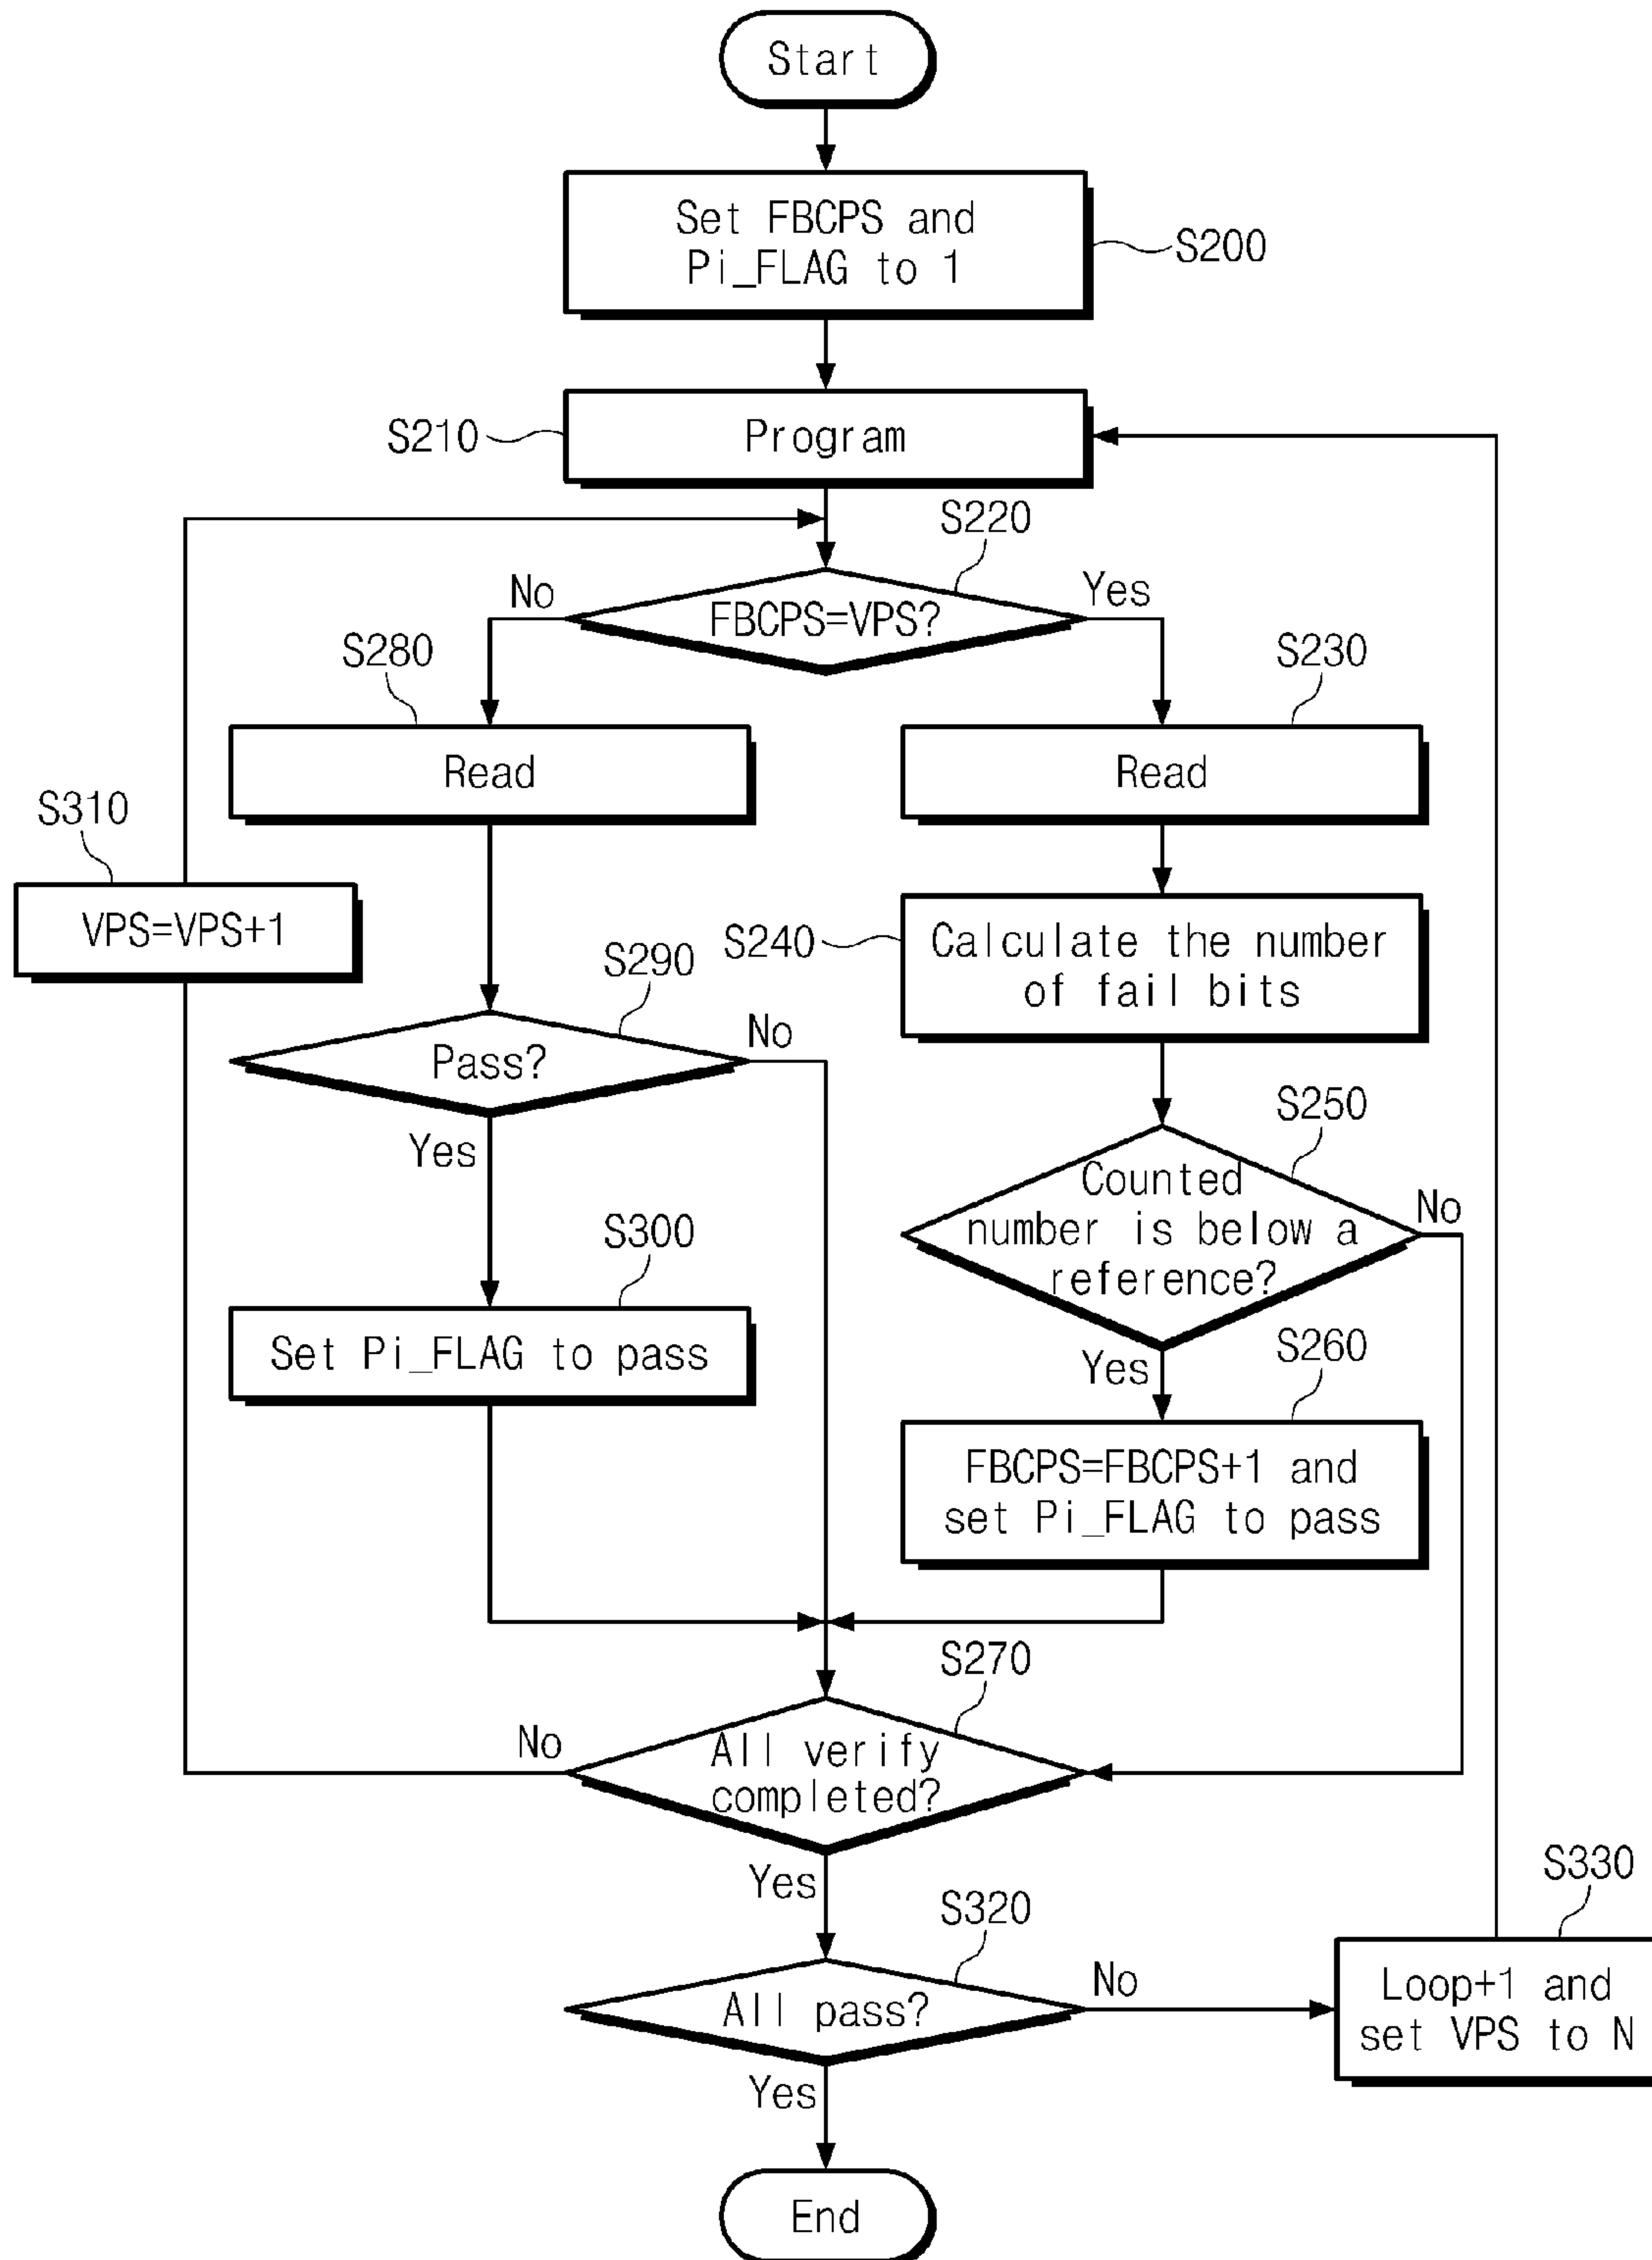 Start
Set FBCPS and
Pi_FLAG to 1
S200
S210
Program
S220
No
FBCPS=VPS?
Yes
S280
S230
Read
Read
S310
VPS=VPS+1
S240
Calculate the number
of fail bits
S290
Pass?
No
Yes
S250
Counted
number is below a
reference?
No
Yes
S300
Set Pi_FLAG to pass
S260
FBCPS=FBCPS+1 and
set Pi_FLAG to pass
S270
No
All verify
completed?
Yes
S320
All pass?
No
S330
Loop+1 and
set VPS to N
Yes
End